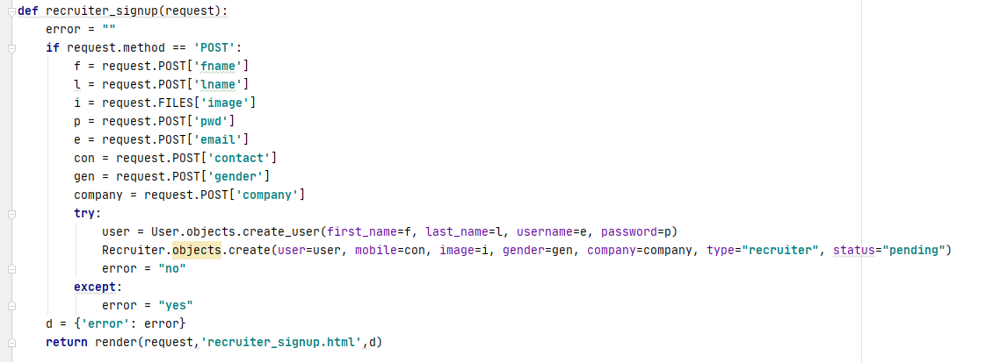 def recruiter_signup(request):
    error = ""
    if request.method == 'POST':
        f = request.POST['fname']
        l = request.POST['lname']
        i = request.FILES['image']
        p = request.POST['pwd']
        e = request.POST['email']
        con = request.POST['contact']
        gen = request.POST['gender']
        company = request.POST['company']
        try:
            user = User.objects.create_user(first_name=f, last_name=l, username=e, password=p)
            Recruiter.objects.create(user=user, mobile=con, image=i, gender=gen, company=company, type="recruiter", status="pending")
            error = "no"
        except:
            error = "yes"
    d = {'error': error}
    return render(request,'recruiter_signup.html',d)